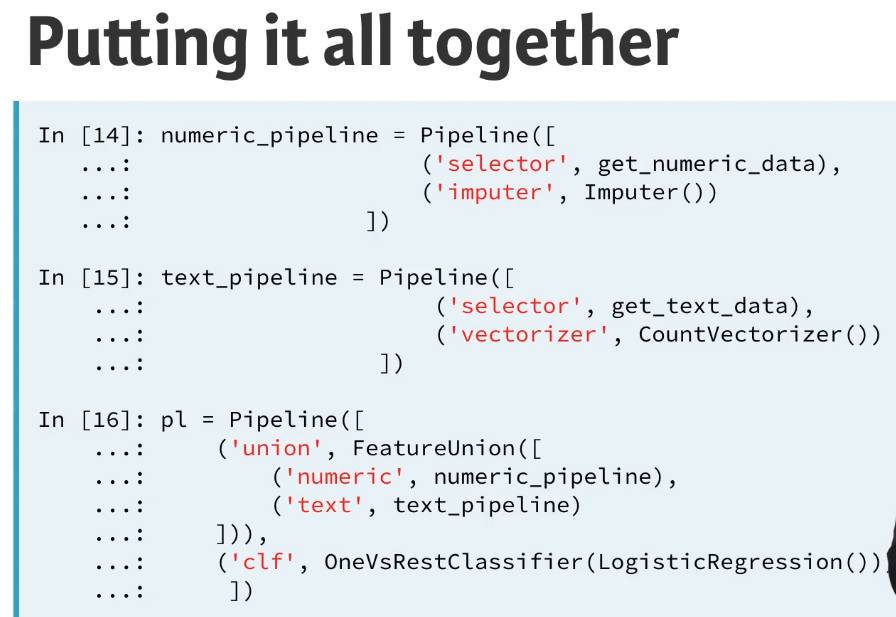 Putting it all together
In [14]: numeric_pipeline = Pipeline([
...: ('selector', get_numeric_data),
...: ('imputer', Imputer())
...: ])
In [15]: text_pipeline = Pipeline([
...: ('selector', get_text_data),
...: ('vectorizer', CountVectorizer())
...: ])
In [16]: pl = Pipeline([
...: ('union', FeatureUnion([
...: ('numeric', numeric_pipeline),
...: ('text', text_pipeline)
...: ])),
...: ('clf', OneVsRestClassifier(LogisticRegression())
...: ])